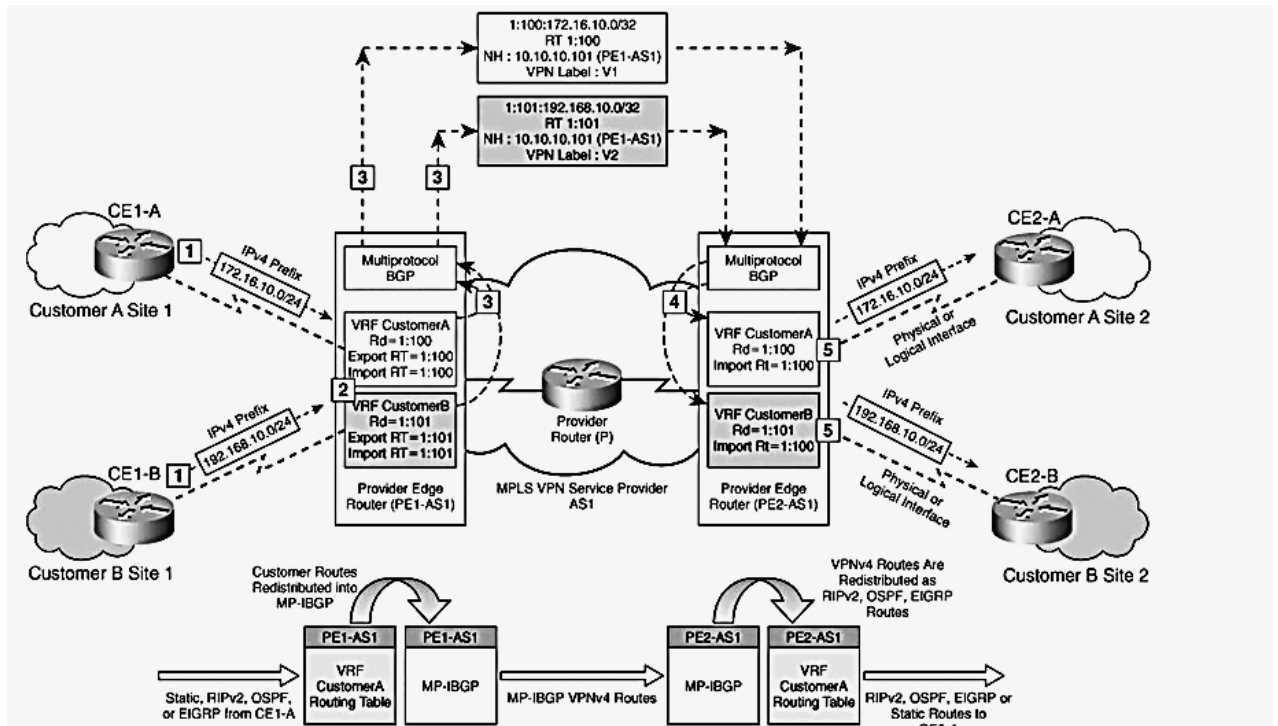 1:100:172.16.10.0/32
RT 1:100
NH : 10.10.10.101 (PE1-AS1)
VPN Label : V1
1:101:192.168.10.0/32
RT 1:101
NH : 10.10.10.101 (PE1-AS1)
VPN Label : V2
3
3
CE1-A
1
IPv4 Prefix
172.16.10.0/24
Customer A Site 1
Multiprotocol
BGP
3
VRF CustomerA
Rd=1:100
Export RT=1:100
Import RT=1:100
2
VRF CustomerB
Rd=1:101
Export RT=1:101
Import RT=1:101
IPv4 Prefix
192.168.10.0/24
CE1-B
1
Customer B Site 1
Provider Edge
Router (PE1-AS1)
Provider
Router (P)
MPLS VPN Service Provider
AS1
Multiprotocol
BGP
4
VRF CustomerA
Rd=1:100
Import Rt=1:100
5
VRF CustomerB
Rd=1:101
Import Rt=1:100
5
Provider Edge
Router (PE2-AS1)
CE2-A
IPv4 Prefix
172.16.10.0/24
Physical or
Logical Interface
Customer A Site 2
IPv4 Prefix
192.168.10.0/24
Physical or
Logical Interface
CE2-B
Customer B Site 2
Customer Routes
Redistributed into
MP-IBGP
VPNv4 Routes Are
Redistributed as
RIPv2, OSPF, EIGRP
Routes
PE1-AS1
VRF
CustomerA
Routing Table
PE1-AS1
MP-IBGP
PE2-AS1
MP-IBGP
PE2-AS1
VRF
CustomerA
Routing Table
Static, RIPv2, OSPF,
or EIGRP from CE1-A
MP-IBGP VPNv4 Routes
RIPv2, OSPF, EIGRP or
Static Routes to